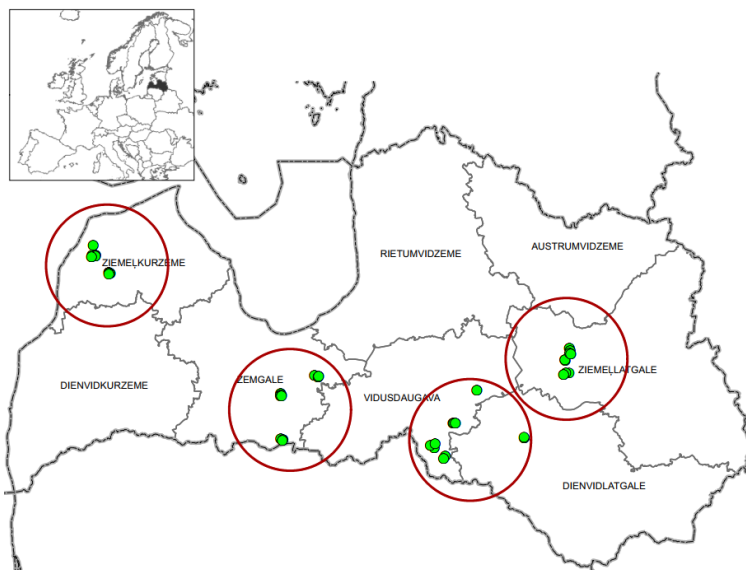 RIETUMVIDZEME
AUSTRUMVIDZEME
ZIEMEĻKURZEME
ZIEMEĻLATGALE
DIENVIDKURZEME
ZEMGALE
VIDUSDAUGAVA
DIENVIDLATGALE